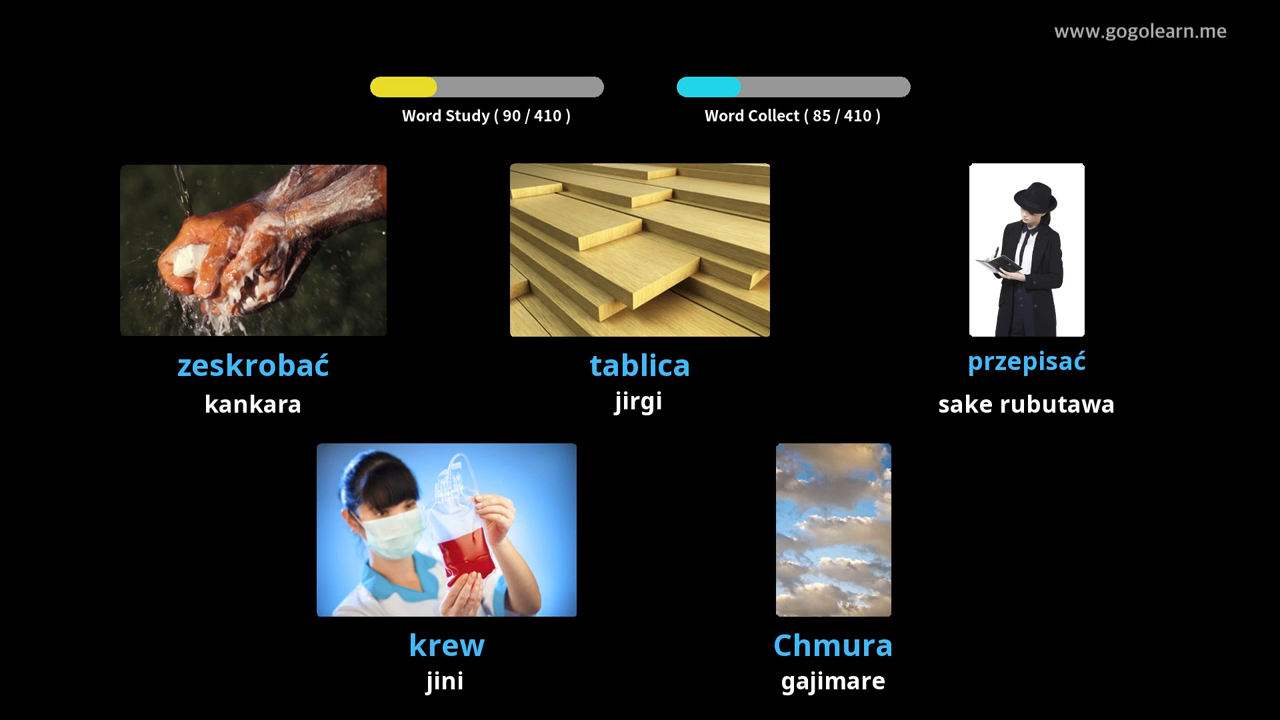 www.gogolearn.me
Word Study ( 90 / 410 )
Word Collect ( 85 / 410 )
zeskrobać
kankara
tablica
jirgi
przepisać
sake rubutawa
krew
jini
Chmura
gajimare